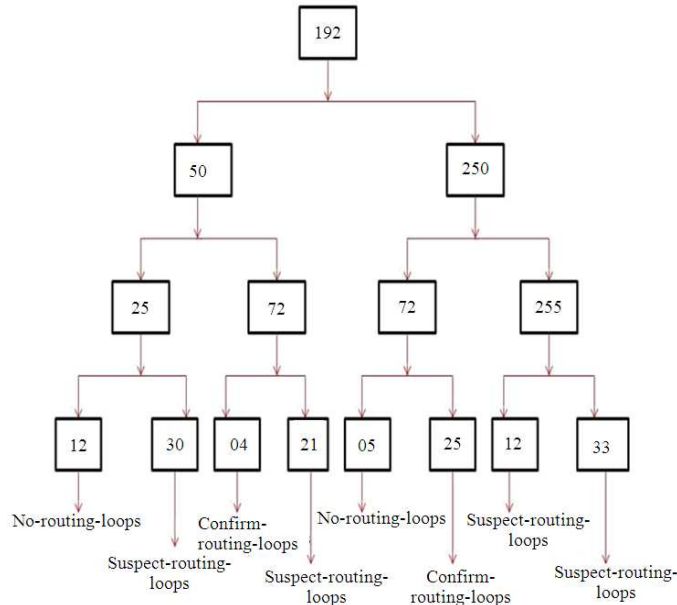 192
50
250
25
72
72
255
12
30
04
21
05
25
12
33
No-routing-loops
Suspect-routing-
loops
Confirm-
routing-loops
Suspect-routing-
loops
No-routing-loops
Confirm-
routing-loops
Suspect-routing-
loops
Suspect-routing-
loops